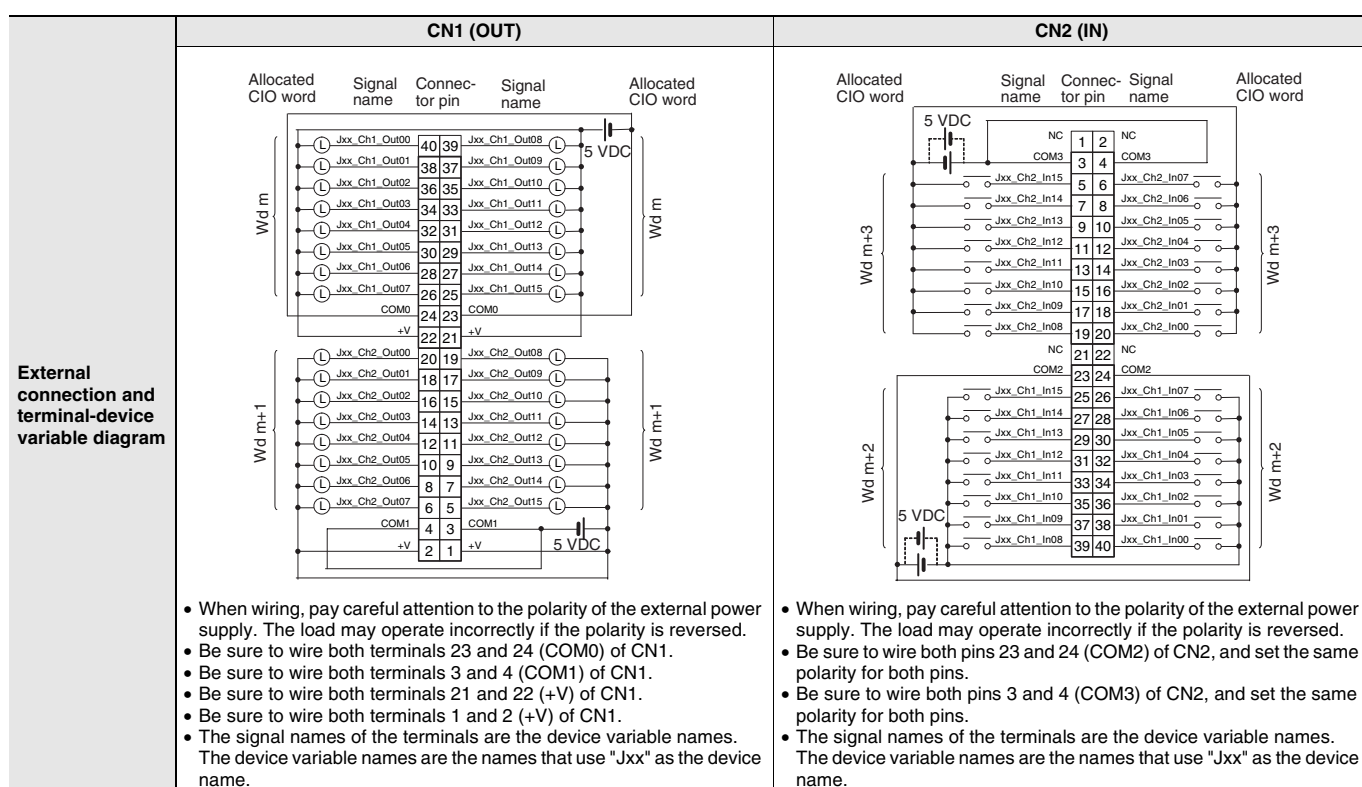 CN1 (OUT)
CN2 (IN)
External
connection and
terminal-device
variable diagram
Allocated
CIO word
Signal
name
Connec-
tor pin
Signal
name
Allocated
CIO word
5 VDC
Wd m
Wd m
Jxx_Ch1_Out00 40 39 Jxx_Ch1_Out08
Jxx_Ch1_Out01 38 37 Jxx_Ch1_Out09
Jxx_Ch1_Out02 36 35 Jxx_Ch1_Out10
Jxx_Ch1_Out03 34 33 Jxx_Ch1_Out11
Jxx_Ch1_Out04 32 31 Jxx_Ch1_Out12
Jxx_Ch1_Out05 30 29 Jxx_Ch1_Out13
Jxx_Ch1_Out06 28 27 Jxx_Ch1_Out14
Jxx_Ch1_Out07 26 25 Jxx_Ch1_Out15
COM0 24 23 COM0
+V 22 21 +V
Wd m+1
Wd m+1
Jxx_Ch2_Out00 20 19 Jxx_Ch2_Out08
Jxx_Ch2_Out01 18 17 Jxx_Ch2_Out09
Jxx_Ch2_Out02 16 15 Jxx_Ch2_Out10
Jxx_Ch2_Out03 14 13 Jxx_Ch2_Out11
Jxx_Ch2_Out04 12 11 Jxx_Ch2_Out12
Jxx_Ch2_Out05 10 9 Jxx_Ch2_Out13
Jxx_Ch2_Out06 8 7 Jxx_Ch2_Out14
Jxx_Ch2_Out07 6 5 Jxx_Ch2_Out15
COM1 4 3 COM1
+V 2 1 +V
5 VDC
• When wiring, pay careful attention to the polarity of the external power
supply. The load may operate incorrectly if the polarity is reversed.
• Be sure to wire both terminals 23 and 24 (COM0) of CN1.
• Be sure to wire both terminals 3 and 4 (COM1) of CN1.
• Be sure to wire both terminals 21 and 22 (+V) of CN1.
• Be sure to wire both terminals 1 and 2 (+V) of CN1.
• The signal names of the terminals are the device variable names.
The device variable names are the names that use "Jxx" as the device
name.
Allocated
CIO word
Signal
name
Connec-
tor pin
Signal
name
Allocated
CIO word
5 VDC
NC 1 2 NC
COM3 3 4 COM3
Wd m+3
Wd m+3
Jxx_Ch2_In15 5 6 Jxx_Ch2_In07
Jxx_Ch2_In14 7 8 Jxx_Ch2_In06
Jxx_Ch2_In13 9 10 Jxx_Ch2_In05
Jxx_Ch2_In12 11 12 Jxx_Ch2_In04
Jxx_Ch2_In11 13 14 Jxx_Ch2_In03
Jxx_Ch2_In10 15 16 Jxx_Ch2_In02
Jxx_Ch2_In09 17 18 Jxx_Ch2_In01
Jxx_Ch2_In08 19 20 Jxx_Ch2_In00
NC 21 22 NC
COM2 23 24 COM2
Wd m+2
Wd m+2
Jxx_Ch1_In15 25 26 Jxx_Ch1_In07
Jxx_Ch1_In14 27 28 Jxx_Ch1_In06
Jxx_Ch1_In13 29 30 Jxx_Ch1_In05
Jxx_Ch1_In12 31 32 Jxx_Ch1_In04
Jxx_Ch1_In11 33 34 Jxx_Ch1_In03
Jxx_Ch1_In10 35 36 Jxx_Ch1_In02
Jxx_Ch1_In09 37 38 Jxx_Ch1_In01
Jxx_Ch1_In08 39 40 Jxx_Ch1_In00
5 VDC
• When wiring, pay careful attention to the polarity of the external power
supply. The load may operate incorrectly if the polarity is reversed.
• Be sure to wire both pins 23 and 24 (COM2) of CN2, and set the same
polarity for both pins.
• Be sure to wire both pins 3 and 4 (COM3) of CN2, and set the same
polarity for both pins.
• The signal names of the terminals are the device variable names.
The device variable names are the names that use "Jxx" as the device
name.